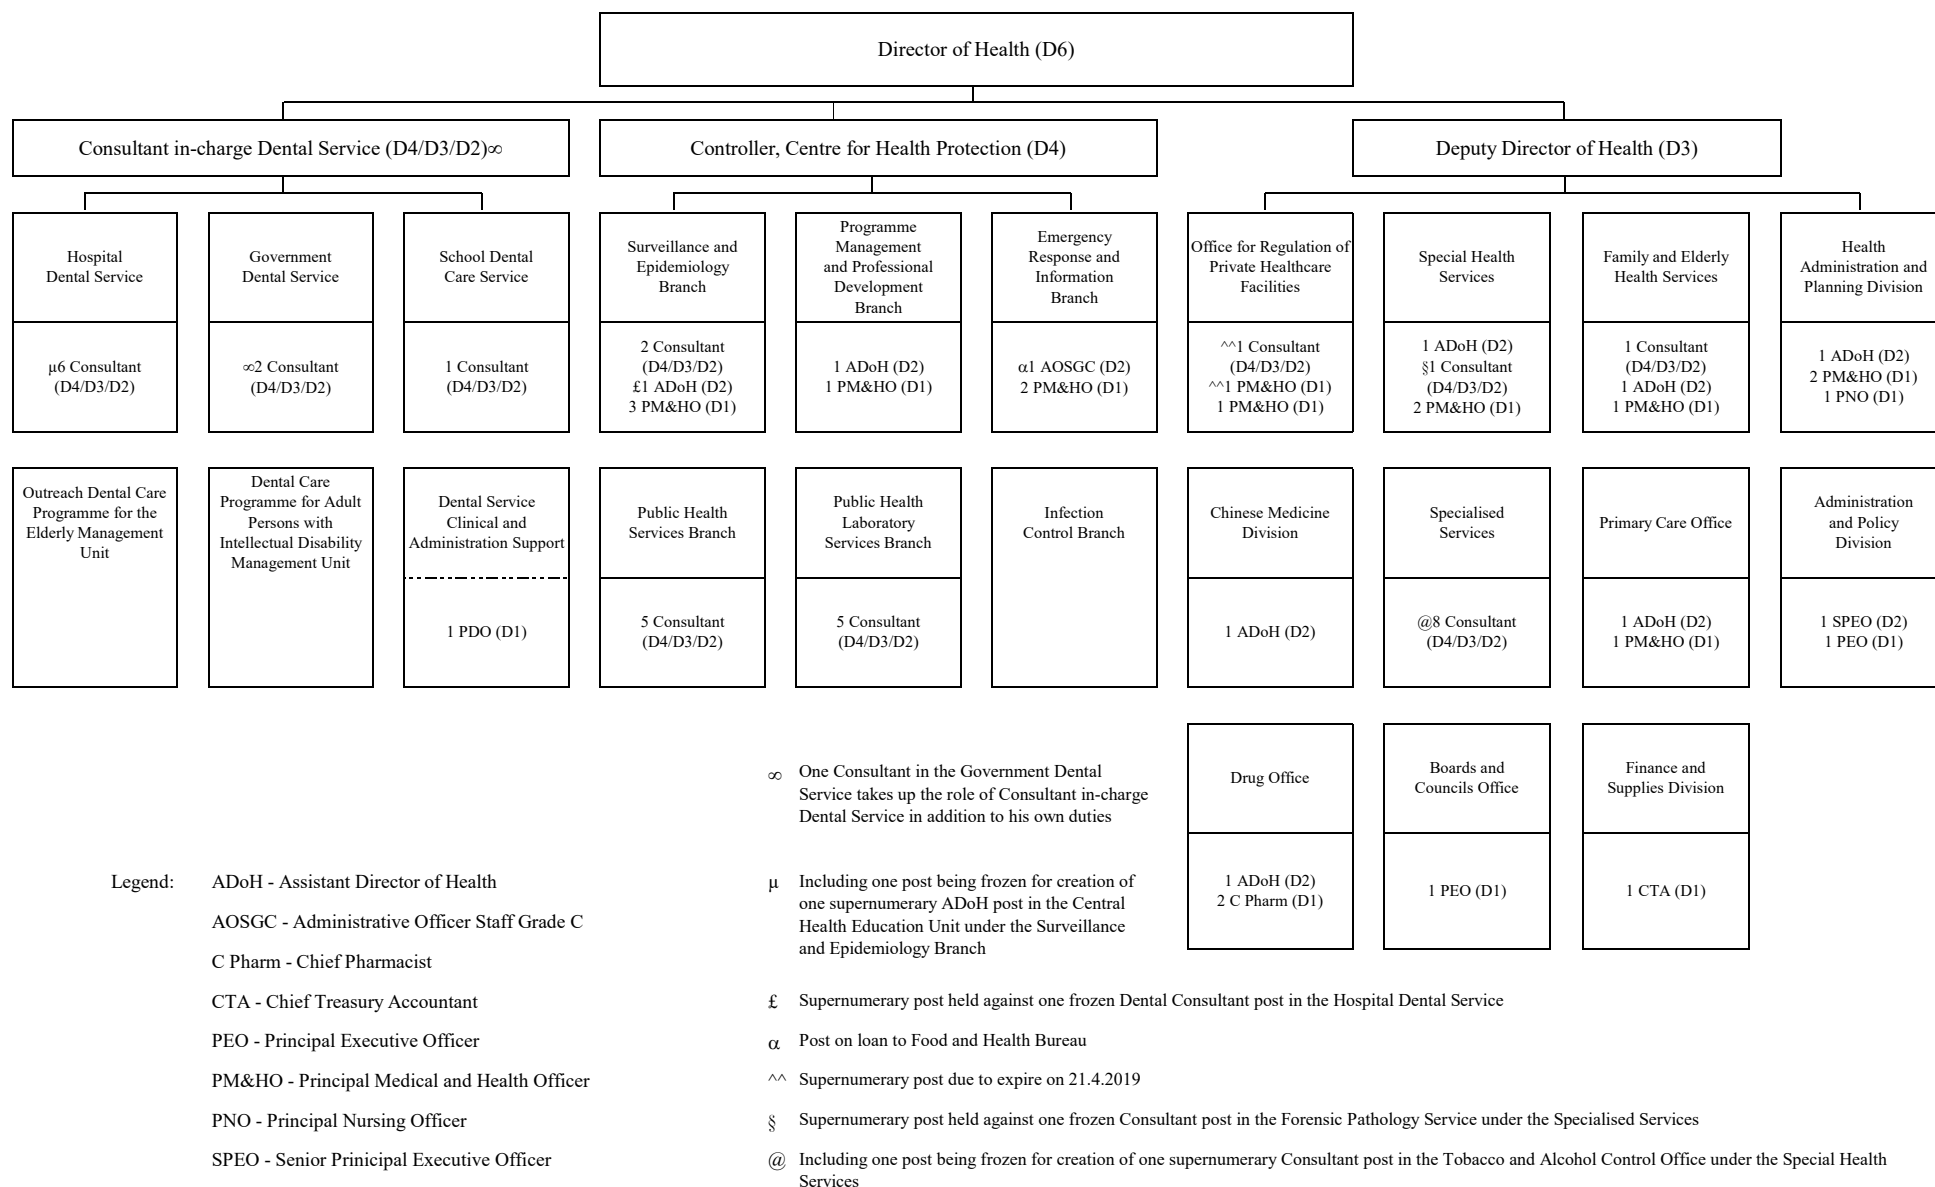 Director of Health (D6)
Consultant in-charge Dental Service (D4/D3/D2)∞
Controller, Centre for Health Protection (D4)
Deputy Director of Health (D3)
Hospital
Dental Service
µ6 Consultant
(D4/D3/D2)
Government
Dental Service
∞2 Consultant
(D4/D3/D2)
School Dental
Care Service
1 Consultant
(D4/D3/D2)
Surveillance and
Epidemiology
Branch
2 Consultant
(D4/D3/D2)
£1 ADoH (D2)
3 PM&HO (D1)
Programme
Management
and Professional
Development
Branch
1 ADoH (D2)
1 PM&HO (D1)
Emergency
Response and
Information
Branch
α1 AOSGC (D2)
2 PM&HO (D1)
Office for Regulation of
Private Healthcare
Facilities
^^1 Consultant
(D4/D3/D2)
^^1 PM&HO (D1)
1 PM&HO (D1)
Special Health
Services
1 ADoH (D2)
§1 Consultant
(D4/D3/D2)
2 PM&HO (D1)
Family and Elderly
Health Services
1 Consultant
(D4/D3/D2)
1 ADoH (D2)
1 PM&HO (D1)
Health
Administration and
Planning Division
1 ADoH (D2)
2 PM&HO (D1)
1 PNO (D1)
Outreach Dental Care
Programme for the
Elderly Management
Unit
Dental Care
Programme for Adult
Persons with
Intellectual Disability
Management Unit
Dental Service
Clinical and
Administration Support
1 PDO (D1)
Public Health
Services Branch
5 Consultant
(D4/D3/D2)
Public Health
Laboratory
Services Branch
5 Consultant
(D4/D3/D2)
Infection
Control Branch
Chinese Medicine
Division
1 ADoH (D2)
Specialised
Services
@8 Consultant
(D4/D3/D2)
Primary Care Office
1 ADoH (D2)
1 PM&HO (D1)
Administration
and Policy
Division
1 SPEO (D2)
1 PEO (D1)
Drug Office
1 ADoH (D2)
2 C Pharm (D1)
Boards and
Councils Office
1 PEO (D1)
Finance and
Supplies Division
1 CTA (D1)
Legend:
ADoH - Assistant Director of Health
AOSGC - Administrative Officer Staff Grade C
C Pharm - Chief Pharmacist
CTA - Chief Treasury Accountant
PEO - Principal Executive Officer
PM&HO - Principal Medical and Health Officer
PNO - Principal Nursing Officer
SPEO - Senior Prinicipal Executive Officer
∞ One Consultant in the Government Dental
Service takes up the role of Consultant in-charge
Dental Service in addition to his own duties
µ Including one post being frozen for creation of
one supernumerary ADoH post in the Central
Health Education Unit under the Surveillance
and Epidemiology Branch
£ Supernumerary post held against one frozen Dental Consultant post in the Hospital Dental Service
α Post on loan to Food and Health Bureau
^^ Supernumerary post due to expire on 21.4.2019
§ Supernumerary post held against one frozen Consultant post in the Forensic Pathology Service under the Specialised Services
@ Including one post being frozen for creation of one supernumerary Consultant post in the Tobacco and Alcohol Control Office under the Special Health
Services